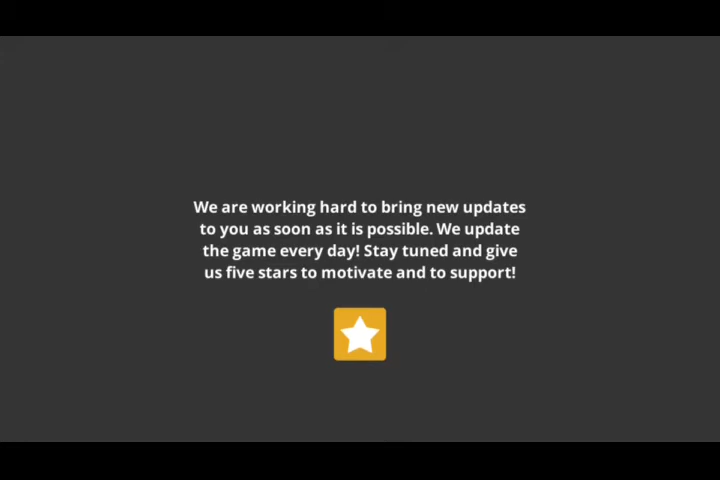 We are working hard to bring new updates
to you as soon as it is possible. We update
the game every day! Stay tuned and give
us five stars to motivate and to support!